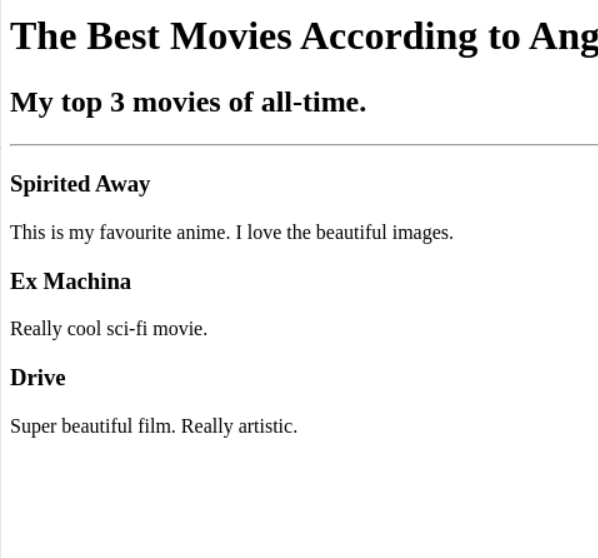 The Best Movies According to Ang
My top 3 movies of all-time.
Spirited Away
This is my favourite anime. I love the beautiful images.
Ex Machina
Really cool sci-fi movie.
Drive
Super beautiful film. Really artistic.